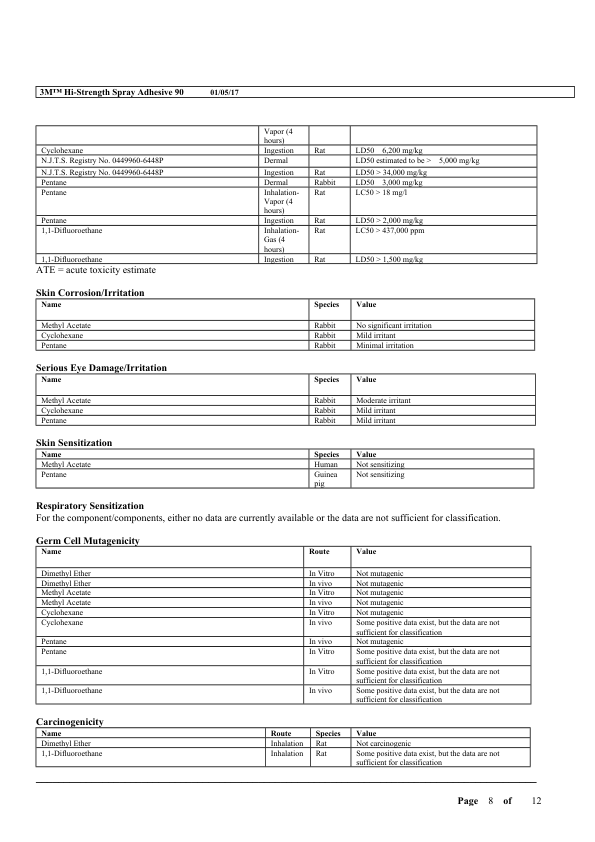 3M™ Hi-Strength Spray Adhesive 90 01/05/17
Vapor (4
hours)
Cyclohexane Ingestion Rat LD50 6,200 mg/kg
N.J.T.S. Registry No. 0449960-6448P Dermal LD50 estimated to be > 5,000 mg/kg
N.J.T.S. Registry No. 0449960-6448P Ingestion Rat LD50 > 34,000 mg/kg
Pentane Dermal Rabbit LD50 3,000 mg/kg
Pentane Inhalation- Rat LC50 > 18 mg/l
Vapor (4
hours)
Pentane Ingestion Rat LD50 > 2,000 mg/kg
1,1-Difluoroethane Inhalation- Rat LC50 > 437,000 ppm
Gas (4
hours)
1,1-Difluoroethane Ingestion Rat LD50 > 1,500 mg/kg
ATE = acute toxicity estimate
Skin Corrosion/Irritation
Name Species Value
Methyl Acetate Rabbit No significant irritation
Cyclohexane Rabbit Mild irritant
Pentane Rabbit Minimal irritation
Serious Eye Damage/Irritation
Name Species Value
Methyl Acetate Rabbit Moderate irritant
Cyclohexane Rabbit Mild irritant
Pentane Rabbit Mild irritant
Skin Sensitization
Name Species Value
Methyl Acetate Human Not sensitizing
Pentane Guinea Not sensitizing
pig
Respiratory Sensitization
For the component/components, either no data are currently available or the data are not sufficient for classification.
Germ Cell Mutagenicity
Name Route Value
Dimethyl Ether In Vitro Not mutagenic
Dimethyl Ether In vivo Not mutagenic
Methyl Acetate In Vitro Not mutagenic
Methyl Acetate In vivo Not mutagenic
Cyclohexane In Vitro Not mutagenic
Cyclohexane In vivo Some positive data exist, but the data are not
sufficient for classification
Pentane In vivo Not mutagenic
Pentane In Vitro Some positive data exist, but the data are not
sufficient for classification
1,1-Difluoroethane In Vitro Some positive data exist, but the data are not
sufficient for classification
1,1-Difluoroethane In vivo Some positive data exist, but the data are not
sufficient for classification
Carcinogenicity
Name Route Species Value
Dimethyl Ether Inhalation Rat Not carcinogenic
1,1-Difluoroethane Inhalation Rat Some positive data exist, but the data are not
sufficient for classification
Page 8 of 12